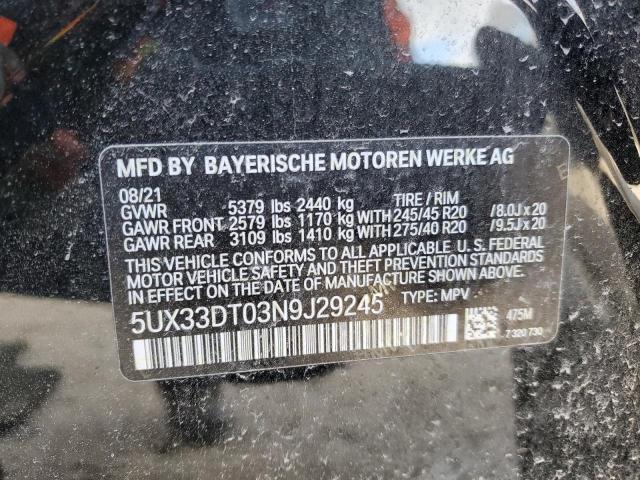 MFD BY BAYERISCHE MOTOREN WERKE AG
08/21
GVWR 5379 lbs 2440 kg TIRE / RIM
GAWR FRONT 2579 lbs 1170 kg WITH 245/45 R20 /8.0J x 20
GAWR REAR 3109 lbs 1410 kg WITH 275/40 R20 /9.5J x 20
THIS VEHICLE CONFORMS TO ALL APPLICABLE U.S. FEDERAL
MOTOR VEHICLE SAFETY AND THEFT PREVENTION STANDARDS
IN EFFECT ON THE DATE OF MANUFACTURE SHOWN ABOVE.
5UX33DT03N9J29245 TYPE: MPV
475M
7 320 730